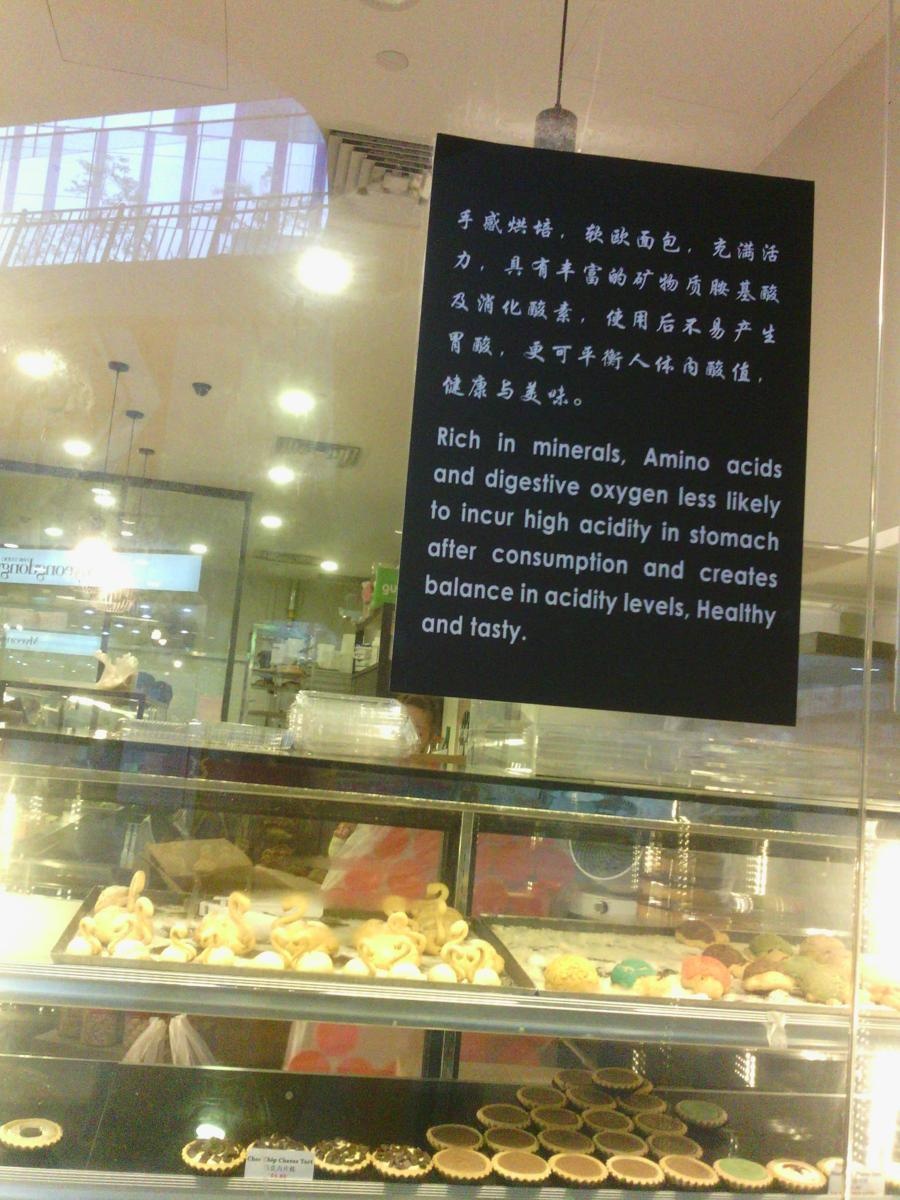 手感烘培，软欧面包，充满活
力，具有丰富的矿物质胺基酸
及消化酸素，使用后不易产生
胃酸，更可平衡人体内酸值，
健康与美味。
Rich in minerals, Amino acids
and digestive oxygen less likely
to incur high acidity in stomach
after consumption and creates
balance in acidity levels, Healthy
and tasty.
Choc Chip Cheese Tart